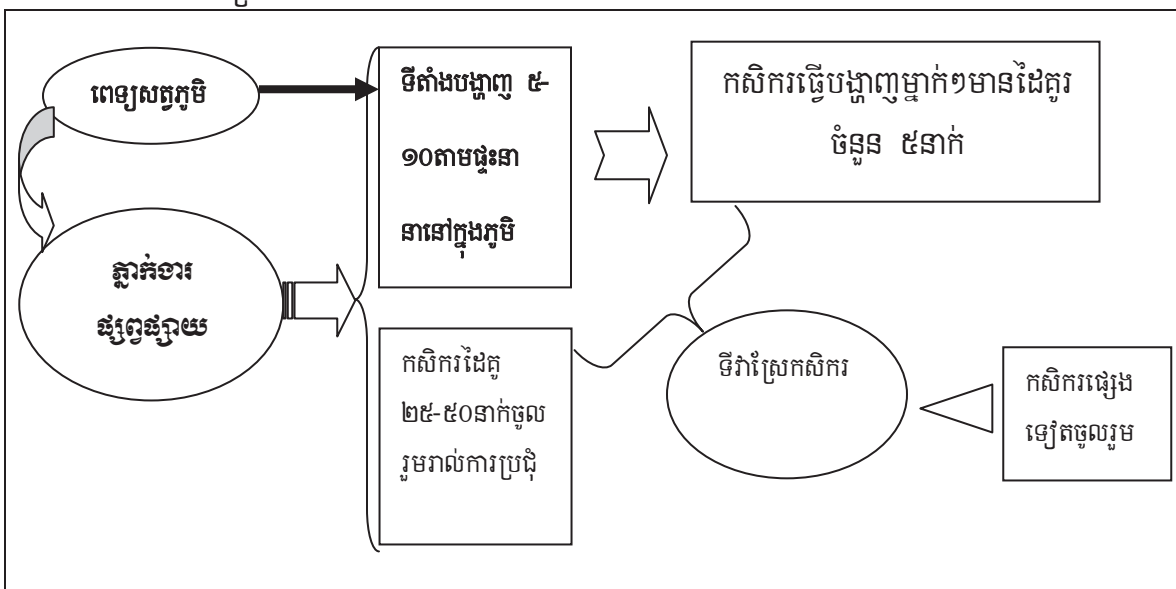 ពេទ្យសត្វភូមិ
ទីតាំងបង្ហាញ ៥-
១០តាមផ្ទះនា
នានៅក្នុងភូមិ
កសិករធ្វើបង្ហាញម្នាក់ៗមានដៃគូរ
ចំនួន ៥នាក់
ភ្នាក់ងារ
ផ្សព្វផ្សាយ
កសិករដៃគូ
២៥-៥០នាក់ចូល
រួមរាល់ការប្រជុំ
ទីវាស្រែកសិករ
កសិករផ្សេង
ទៀតចូលរួម